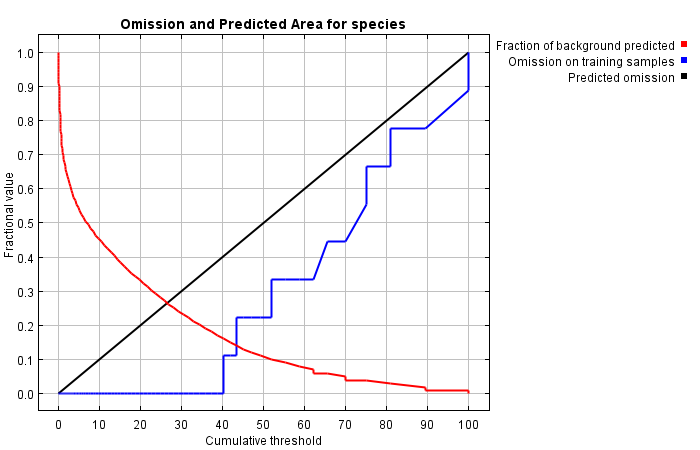 Omission and Predicted Area for species
Fraction of background predicted
Omission on training samples
Predicted omission
1.0
0.9
0.8
0.7
0.6
0.5
0.4
0.3
0.2
0.1
0.0
Fractional value
0 10 20 30 40 50 60 70 80 90 100
Cumulative threshold